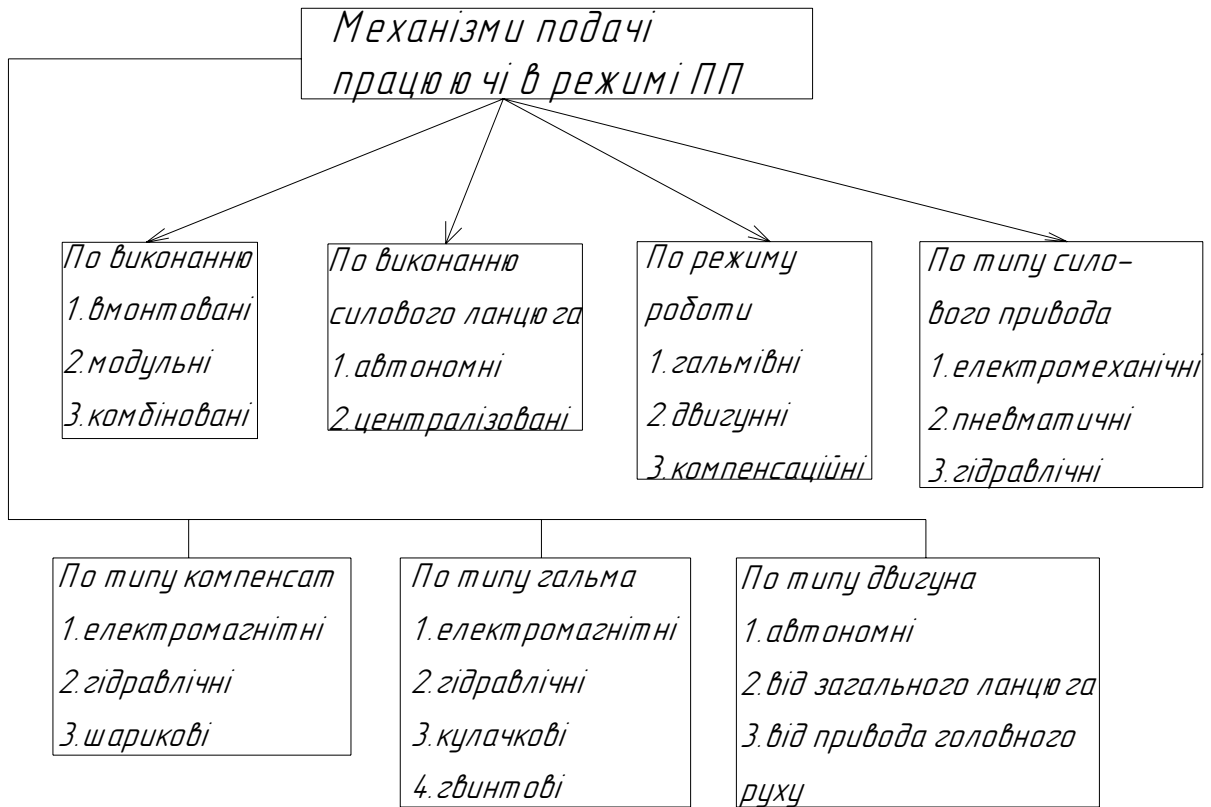 Механізми подачі
працюючі в режимі ПП
По виконанню
1.вмонтовані
2.модульні
3.комбіновані
По виконанню
силового ланцюга
1.автономні
2.централізовані
По режиму
роботи
1.гальмівні
2.двигунні
3.компенсаційні
По типу сило-
вого привода
1.електромеханічні
2.пневматичні
3.гідравлічні
По типу компенсат
1.електромагнітні
2.гідравлічні
3.шарикові
По типу гальма
1.електромагнітні
2.гідравлічні
3.кулачкові
4.гвинтові
По типу двигуна
1.автономні
2.від загального ланцюга
3.від привода головного
руху